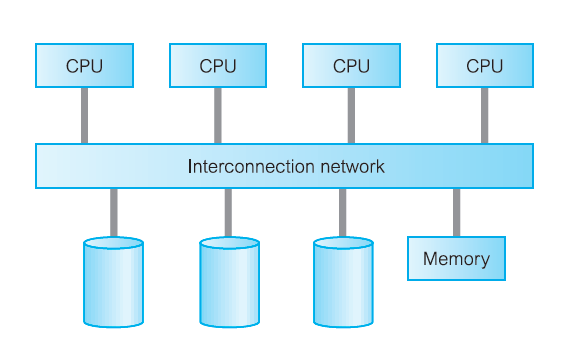 CPU
CPU
CPU
CPU
Interconnection network
Memory